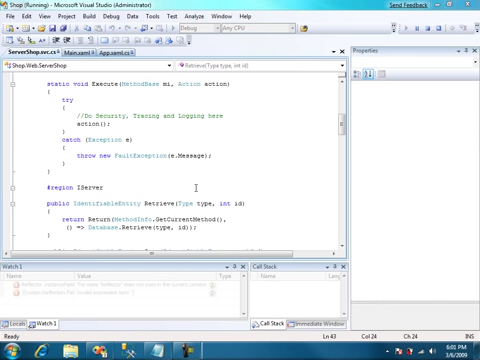 Shop (Running) - Microsoft Visual Studio (Administrator)
Send Feedback
File Edit View Project Build Debug Data Tools Test Analyze Window Help
Debug Any CPU
ServerShop.svc.cs Main.xaml App.xaml.cs
Shop.Web.ServerShop Retrieve(Type type, int id)
static void Execute(MethodBase mi, Action action)
{
try
{
//Do Security, Tracing and Logging here
action();
}
catch (Exception e)
{
throw new FaultException(e.Message);
}
}
#region IServer
public IdentifiableEntity Retrieve(Type type, int id)
{
return Return(MethodInfo.GetCurrentMethod(),
() => Database.Retrieve(type, id));
}
Properties
Watch 1
Name Value Type
Call Stack
Name
Locals Watch 1
Call Stack Immediate Window
Ready
Ln 43 Col 24 Ch 24
6:01 PM
3/6/2009